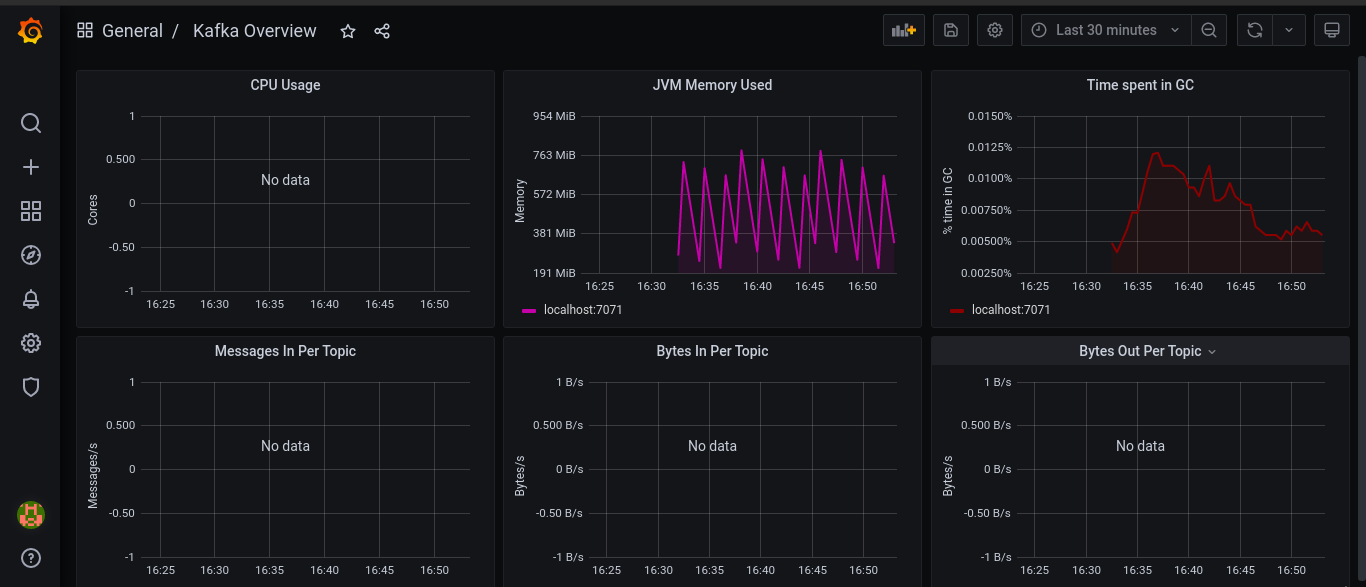 General / Kafka Overview
Last 30 minutes
CPU Usage
Cores
1
0.500
0
-0.50
-1
No data
16:25 16:30 16:35 16:40 16:45 16:50
JVM Memory Used
Memory
954 MiB
763 MiB
572 MiB
381 MiB
191 MiB
16:25 16:30 16:35 16:40 16:45 16:50
localhost:7071
Time spent in GC
% time in GC
0.0150%
0.0125%
0.0100%
0.00750%
0.00500%
0.00250%
16:25 16:30 16:35 16:40 16:45 16:50
localhost:7071
Messages In Per Topic
Messages/s
1
0.500
0
-0.50
-1
No data
16:25 16:30 16:35 16:40 16:45 16:50
Bytes In Per Topic
Bytes/s
1 B/s
0.500 B/s
0 B/s
-0.50 B/s
-1 B/s
No data
16:25 16:30 16:35 16:40 16:45 16:50
Bytes Out Per Topic
Bytes/s
1 B/s
0.500 B/s
0 B/s
-0.50 B/s
-1 B/s
No data
16:25 16:30 16:35 16:40 16:45 16:50